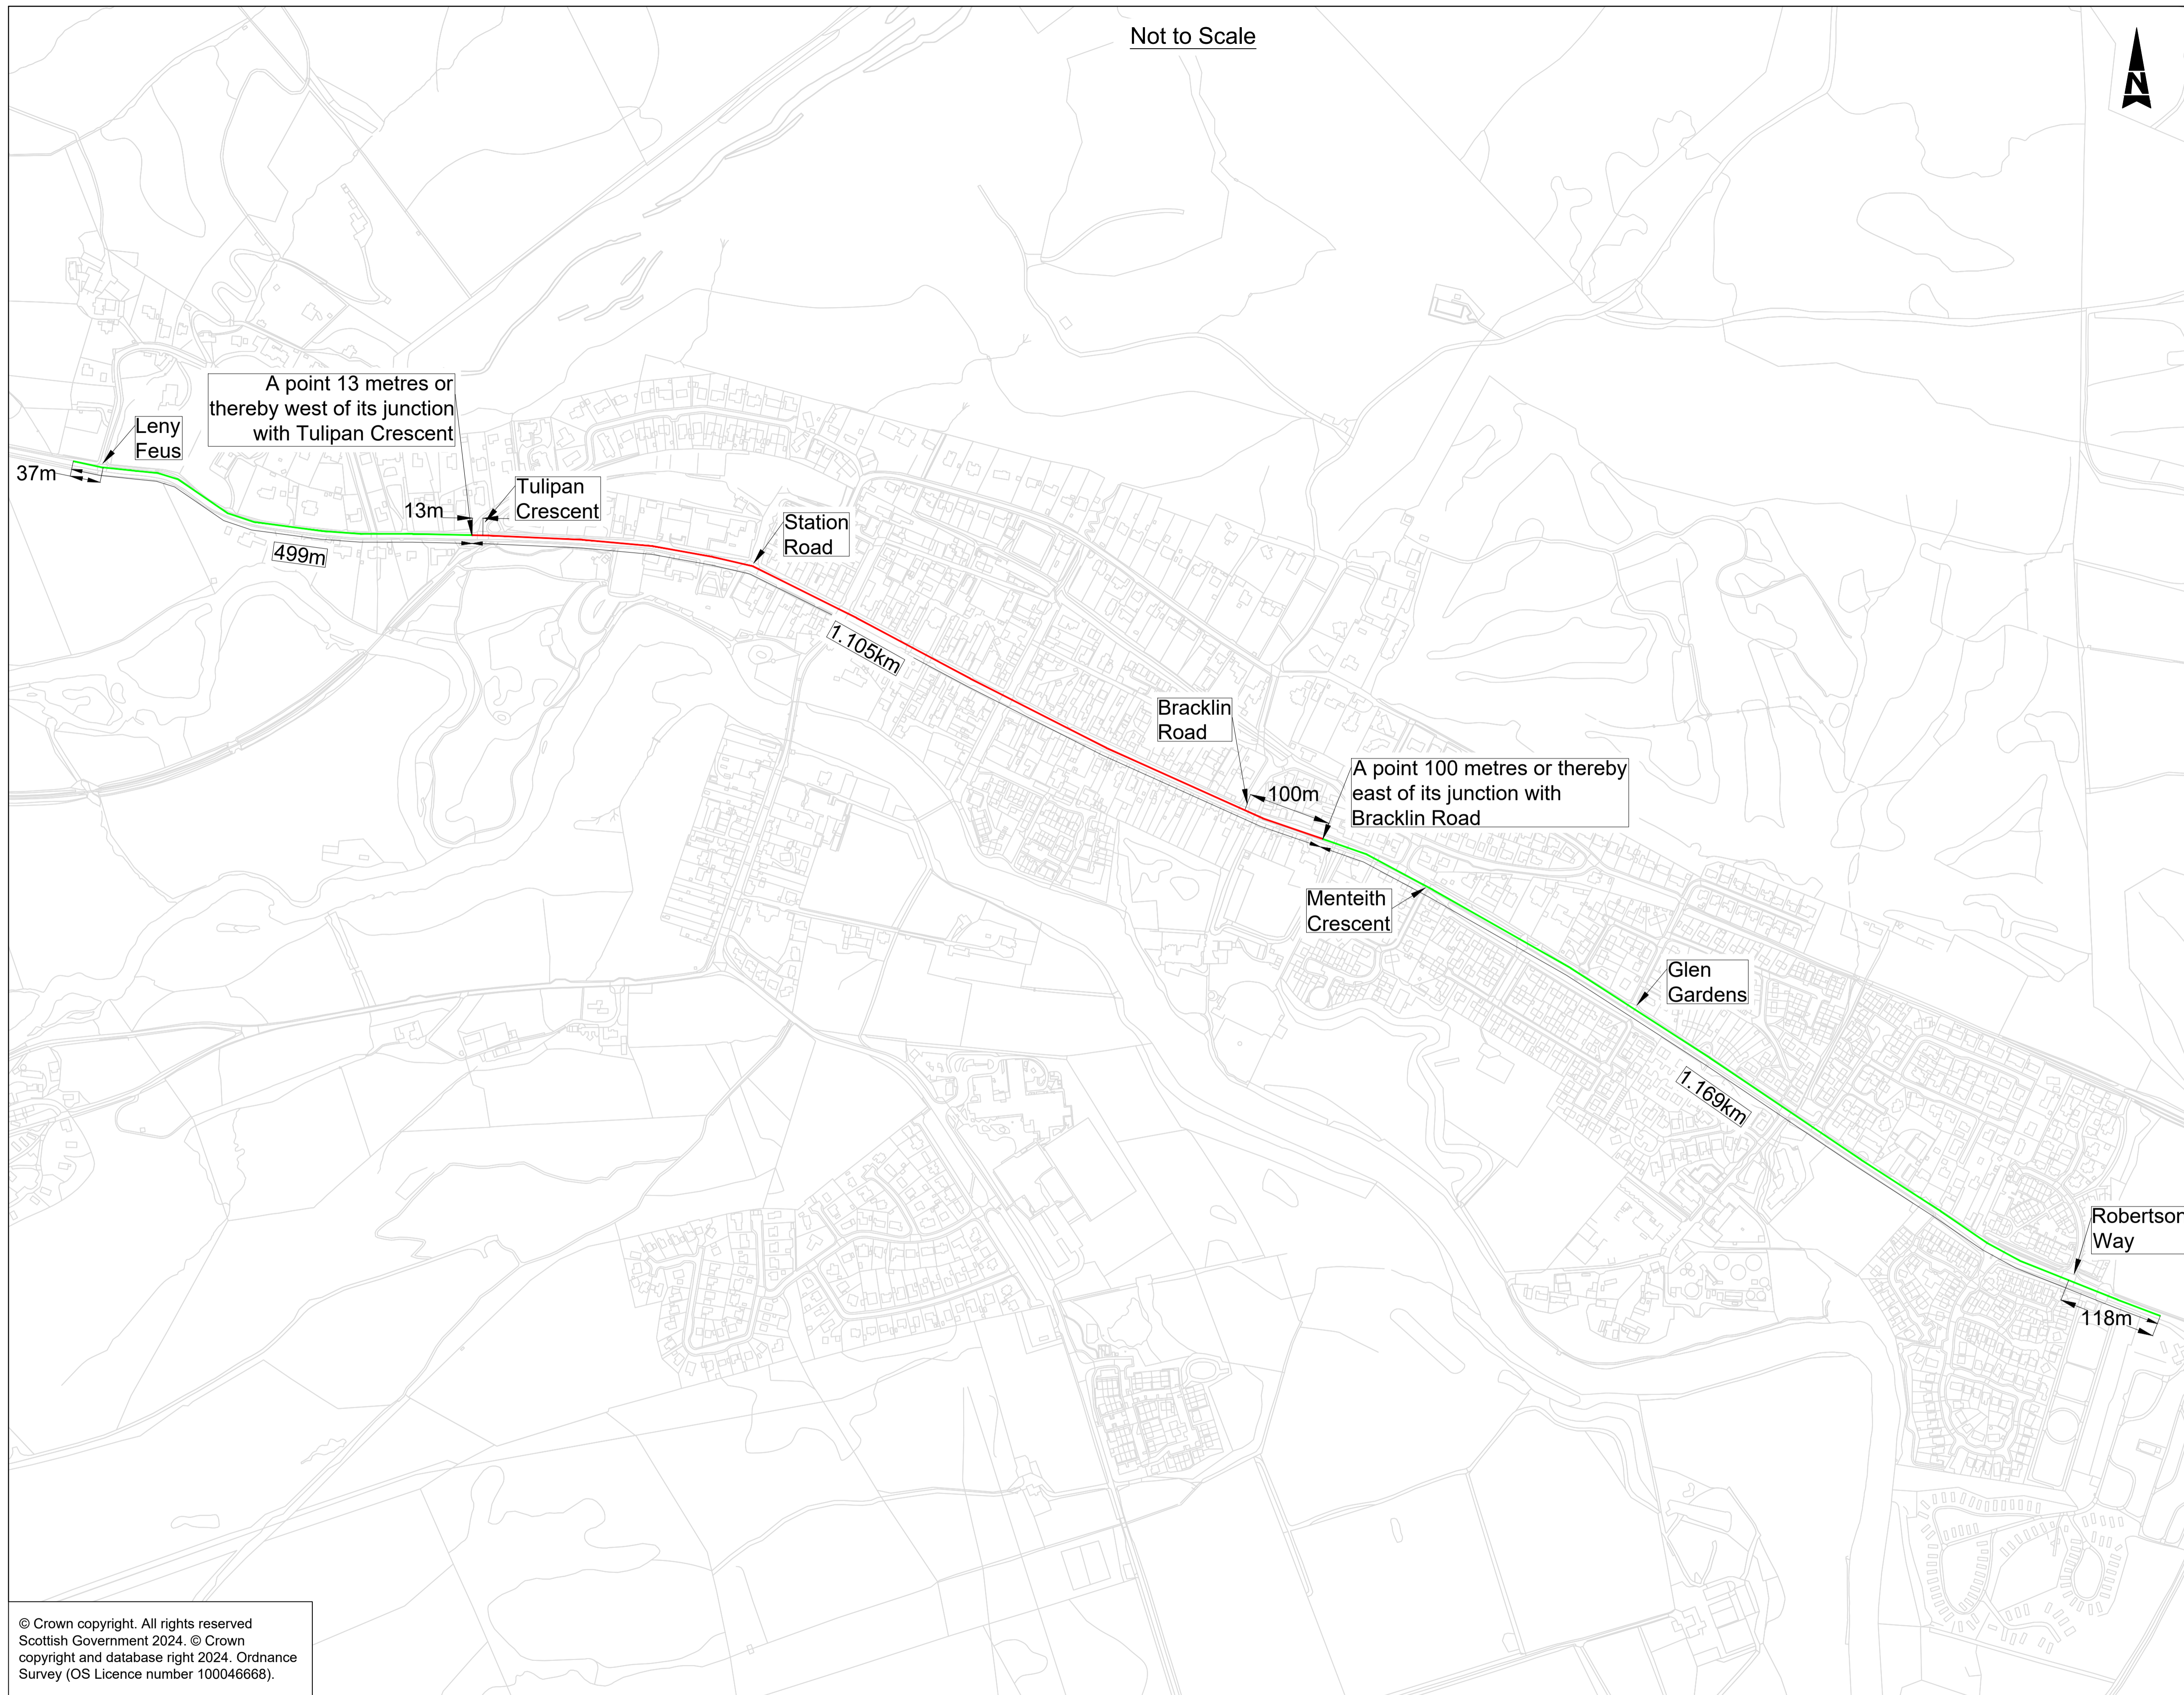 Not to Scale
N
A point 13 metres or
thereby west of its junction
with Tulipan Crescent
Leny
Feus
37m
13m
Tulipan
Crescent
499m
Station
Road
1.105km
Bracklin
Road
100m
A point 100 metres or thereby
east of its junction with
Bracklin Road
Menteith
Crescent
Glen
Gardens
1.169km
Robertson
Way
118m
© Crown copyright. All rights reserved
Scottish Government 2024. © Crown
copyright and database right 2024. Ordnance
Survey (OS Licence number 100046668).